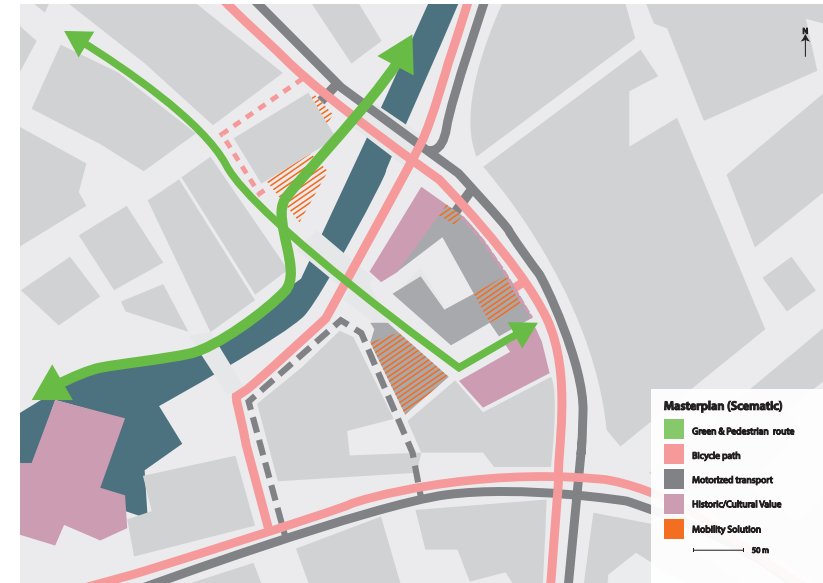 N
Masterplan (Scematic)
Green & Pedestrian route
Bicycle path
Motorized transport
Historic/Cultural Value
Mobility Solution
50 m